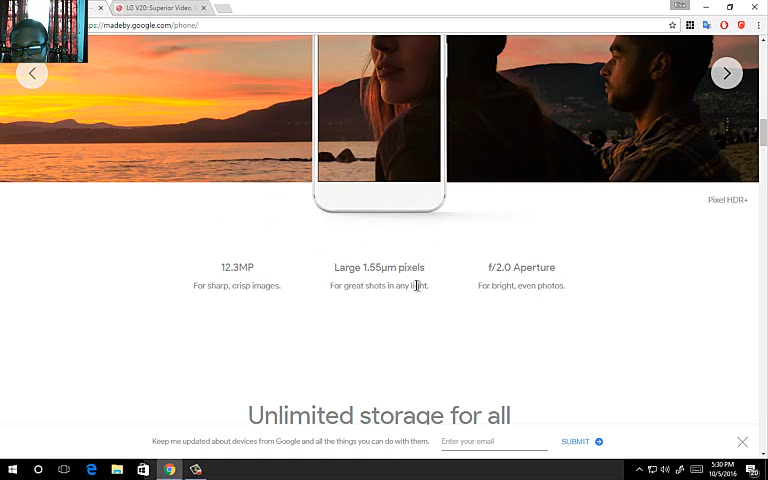 LG V20: Superior Video
Kiva
ps://madeby.google.com/phone/
Pixel HDR+
12.3MP
Large 1.55μm pixels
f/2.0 Aperture
For sharp, crisp images.
For great shots in any light.
For bright, even photos.
Unlimited storage for all
Keep me updated about devices from Google and all the things you can do with them.
Enter your email
SUBMIT
5:30 PM
10/5/2016
20